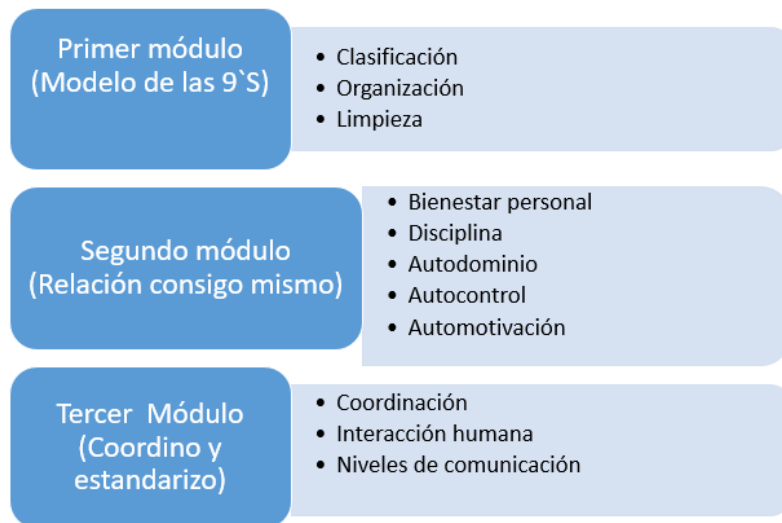 Primer módulo
(Modelo de las 9`S)
• Clasificación
• Organización
• Limpieza
Segundo módulo
(Relación consigo mismo)
• Bienestar personal
• Disciplina
• Autodominio
• Autocontrol
• Automotivación
Tercer Módulo
(Coordino y
estandarizo)
• Coordinación
• Interacción humana
• Niveles de comunicación